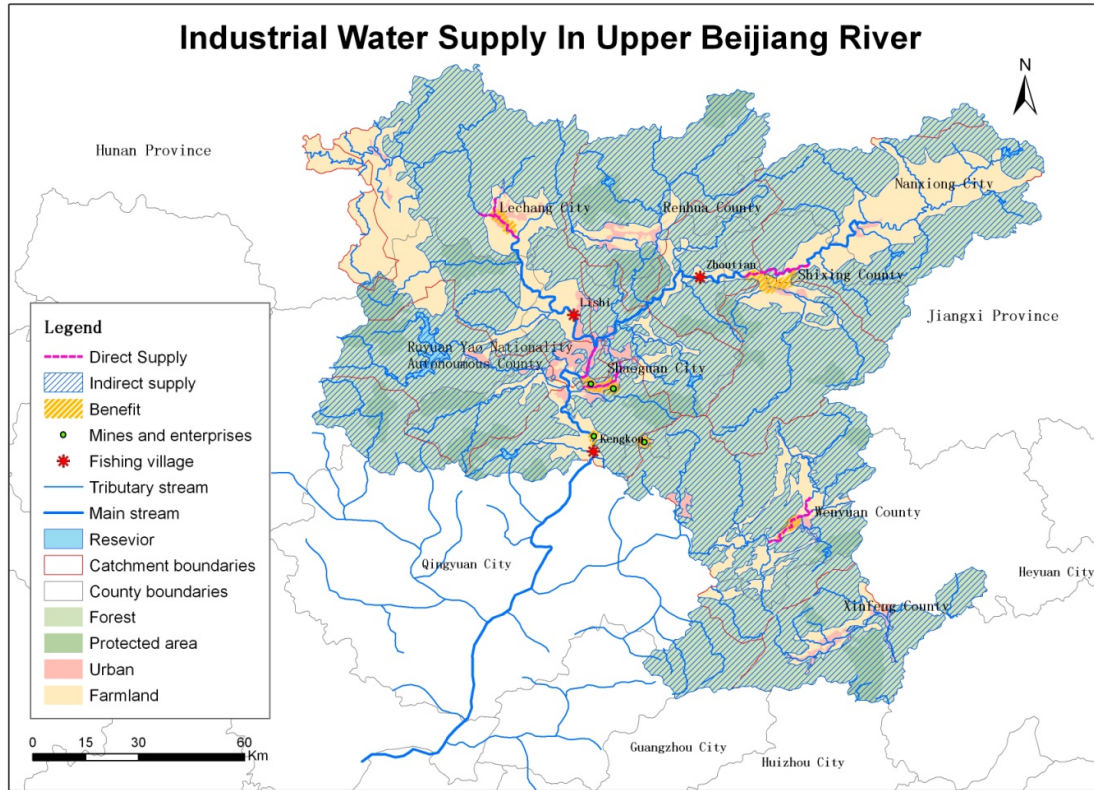 Industrial Water Supply In Upper Beijiang River
N
Hunan Province
Nanxiong City
Lechang City
Renhua County
Zhoutian
Shixing County
Lishi
Jiangxi Province
Ruyuan Yao Nationality
Autonoumous County
Shaoguan City
Kengkou
Wenyuan County
Qingyuan City
Heyuan City
Xinfeng County
Guangzhou City
Huizhou City
Legend
Direct Supply
Indirect supply
Benefit
Mines and enterprises
Fishing village
Tributary stream
Main stream
Resevior
Catchment boundaries
County boundaries
Forest
Protected area
Urban
Farmland
0 15 30 60
Km